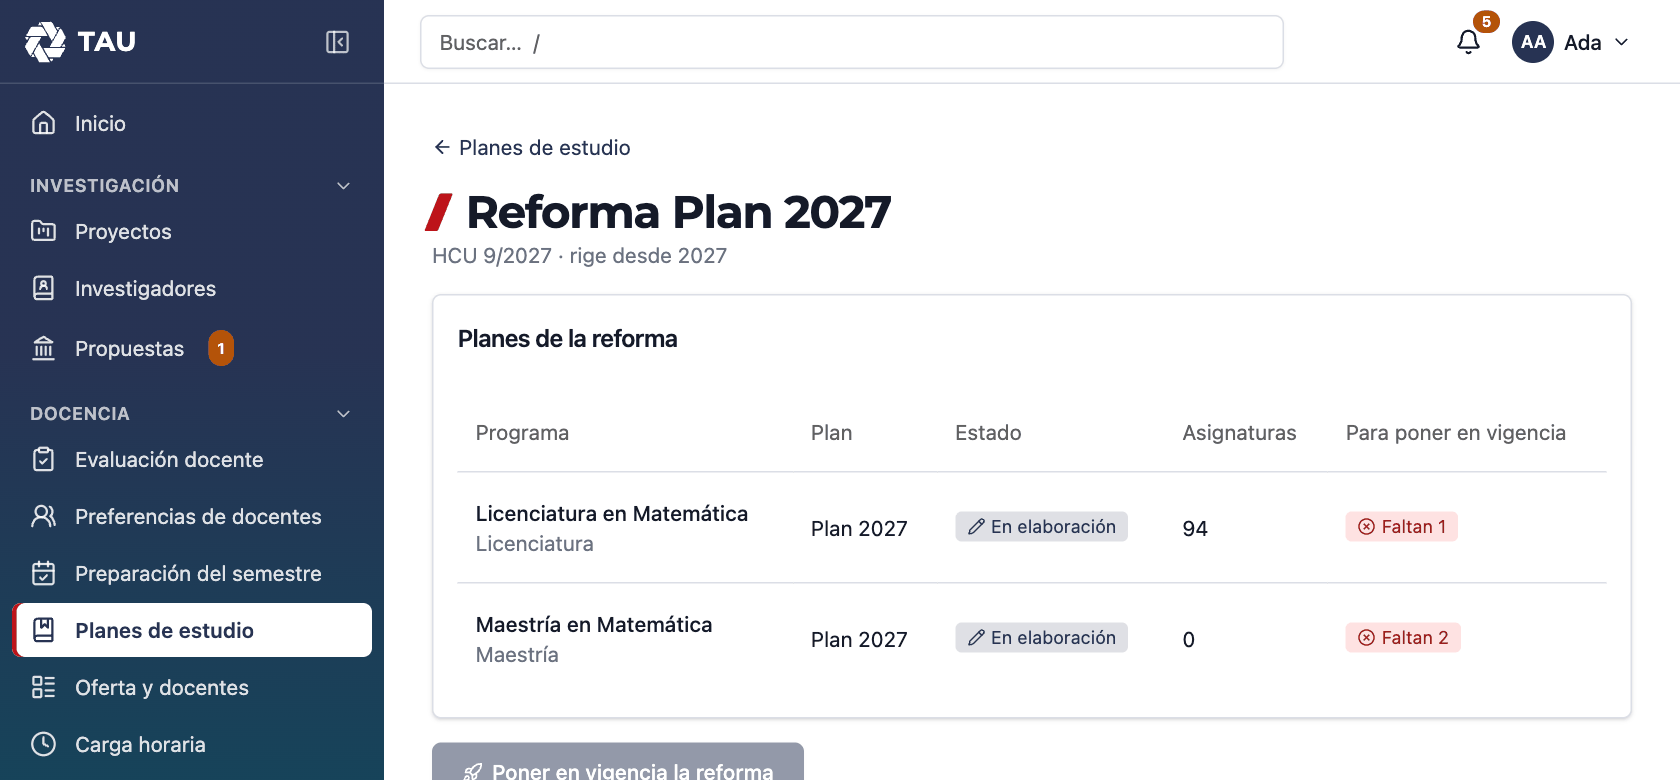 TAU
Buscar... /
5
AA Ada
Inicio
INVESTIGACIÓN
Proyectos
Investigadores
Propuestas 1
DOCENCIA
Evaluación docente
Preferencias de docentes
Preparación del semestre
Planes de estudio
Oferta y docentes
Carga horaria
← Planes de estudio
Reforma Plan 2027
HCU 9/2027 · rige desde 2027
Planes de la reforma
Programa Plan Estado Asignaturas Para poner en vigencia
Licenciatura en Matemática
Licenciatura
Plan 2027 En elaboración 94 Faltan 1
Maestría en Matemática
Maestría
Plan 2027 En elaboración 0 Faltan 2
Poner en vigencia la reforma